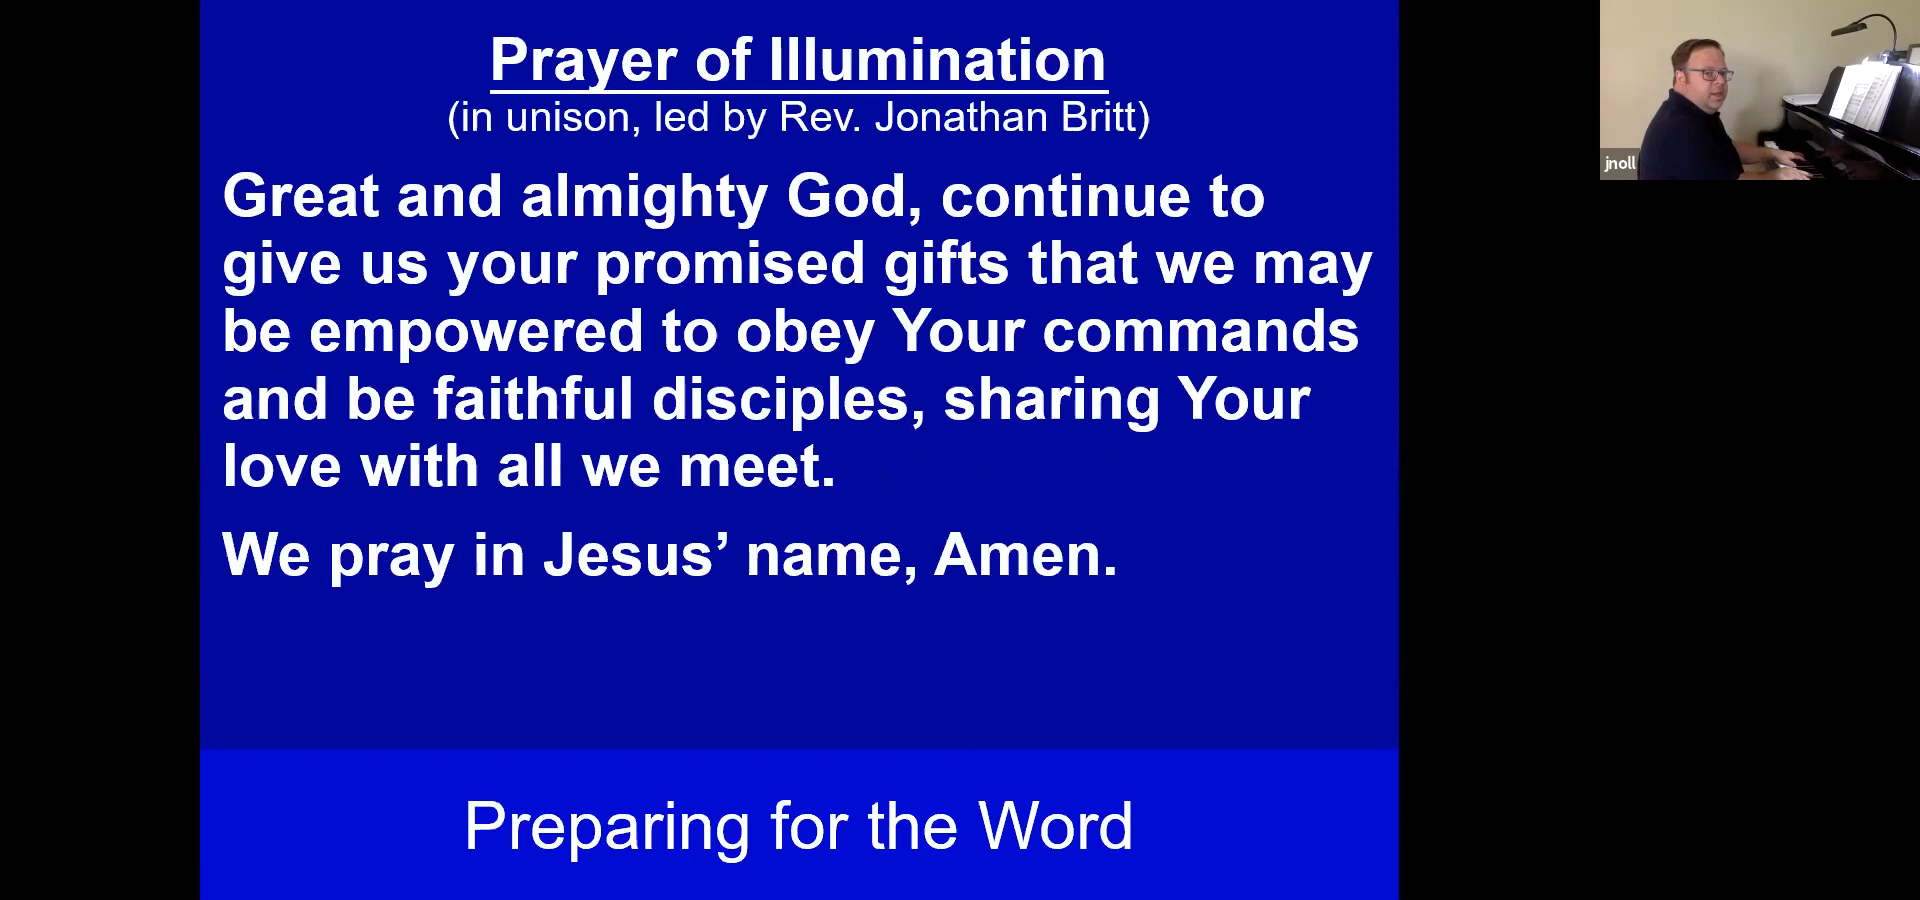 Prayer of Illumination
(in unison, led by Rev. Jonathan Britt)
Great and almighty God, continue to
give us your promised gifts that we may
be empowered to obey Your commands
and be faithful disciples, sharing Your
love with all we meet.
We pray in Jesus’ name, Amen.
Preparing for the Word
jnoll